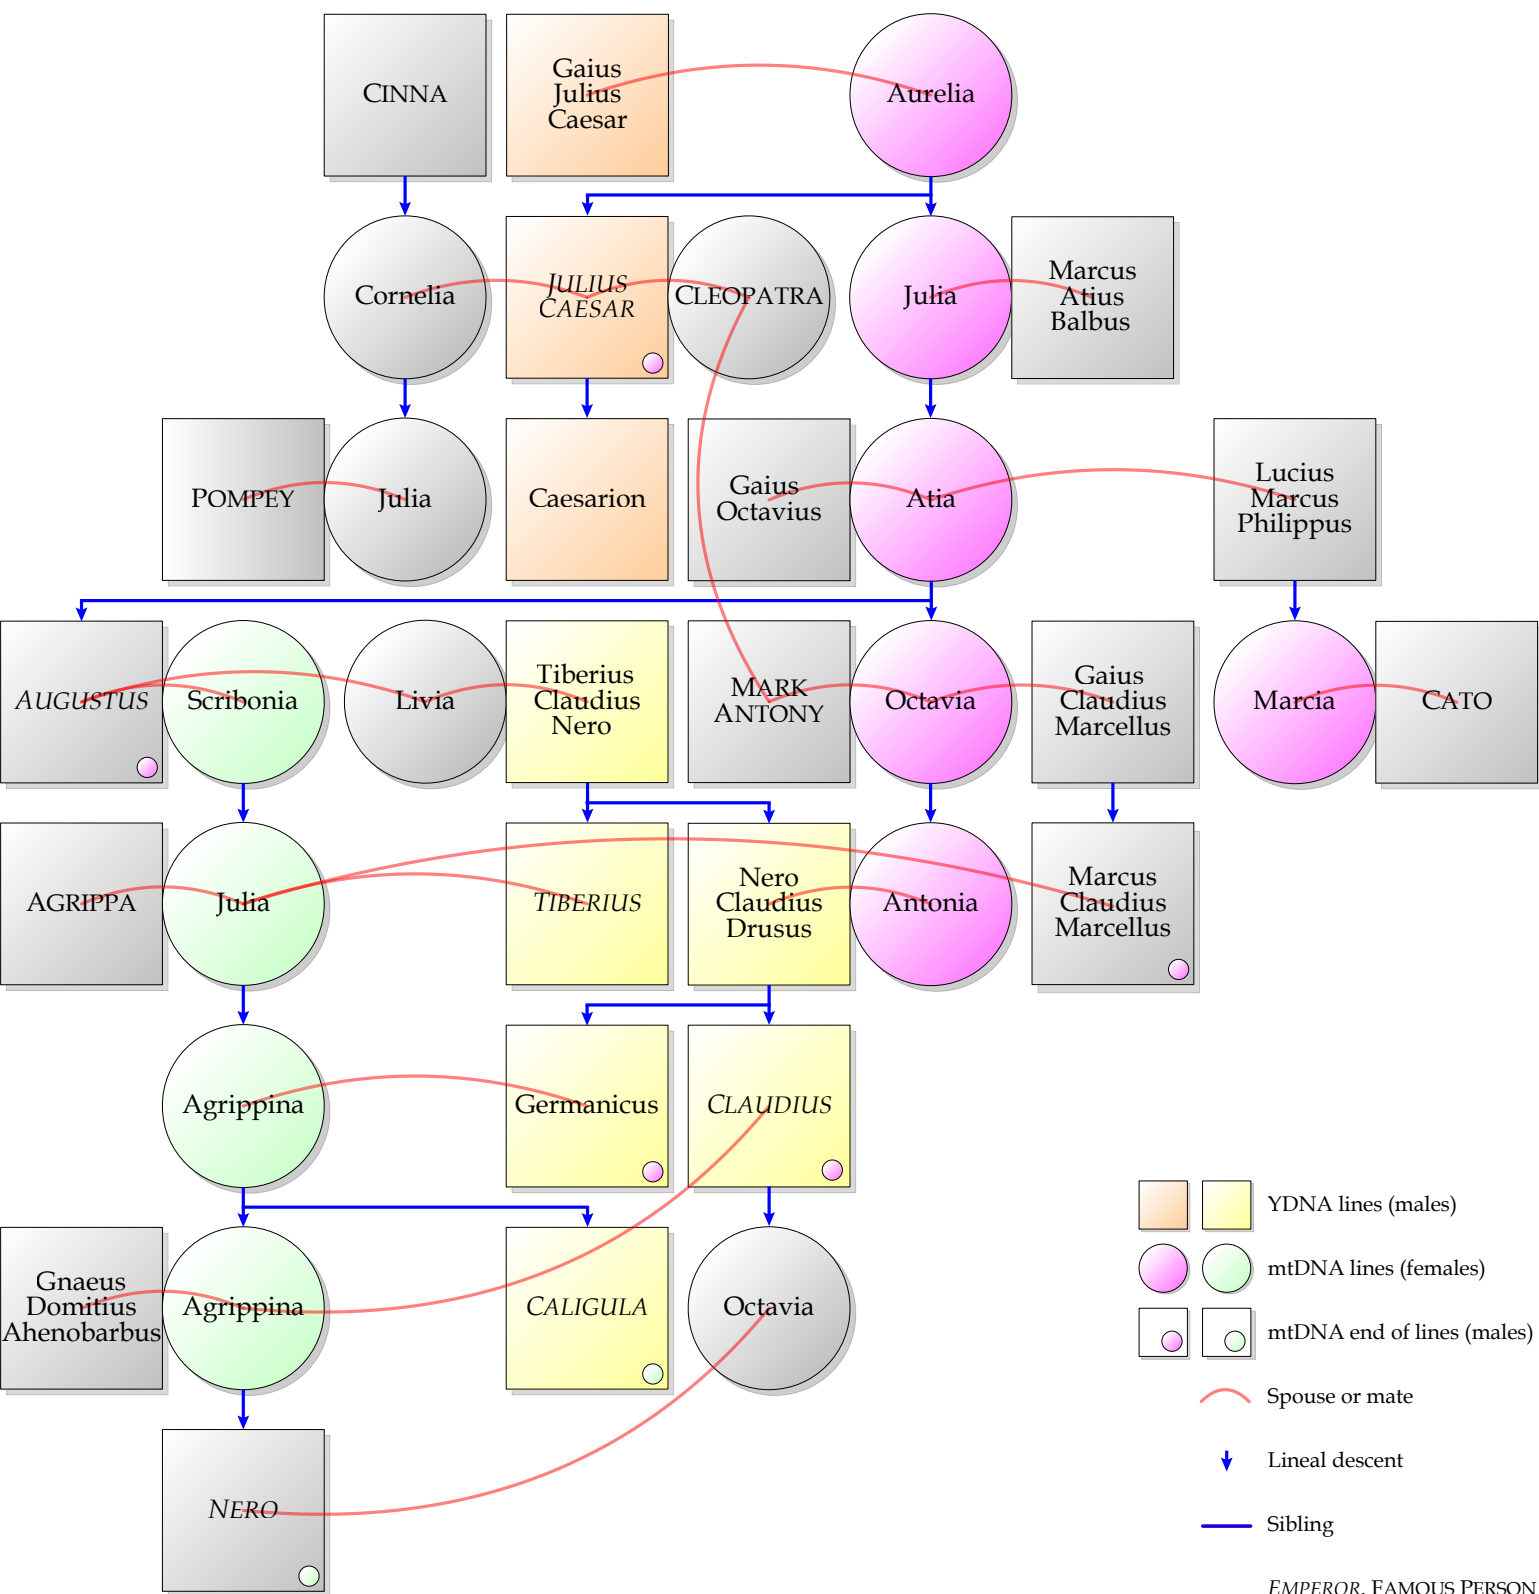 CINNA
Gaius
Julius
Caesar
Aurelia
Cornelia
JULIUS
CAESAR
CLEOPATRA
Julia
Marcus
Atius
Balbus
POMPEY
Julia
Caesarion
Gaius
Octavius
Atia
Lucius
Marcus
Philippus
AUGUSTUS
Scribonia
Livia
Tiberius
Claudius
Nero
MARK
ANTONY
Octavia
Gaius
Claudius
Marcellus
Marcia
CATO
AGRIPPA
Julia
TIBERIUS
Nero
Claudius
Drusus
Antonia
Marcus
Claudius
Marcellus
Agrippina
Germanicus
CLAUDIUS
Gnaeus
Domitius
Ahenobarbus
Agrippina
CALIGULA
Octavia
NERO
YDNA lines (males)
mtDNA lines (females)
mtDNA end of lines (males)
Spouse or mate
Lineal descent
Sibling
EMPEROR, FAMOUS PERSON